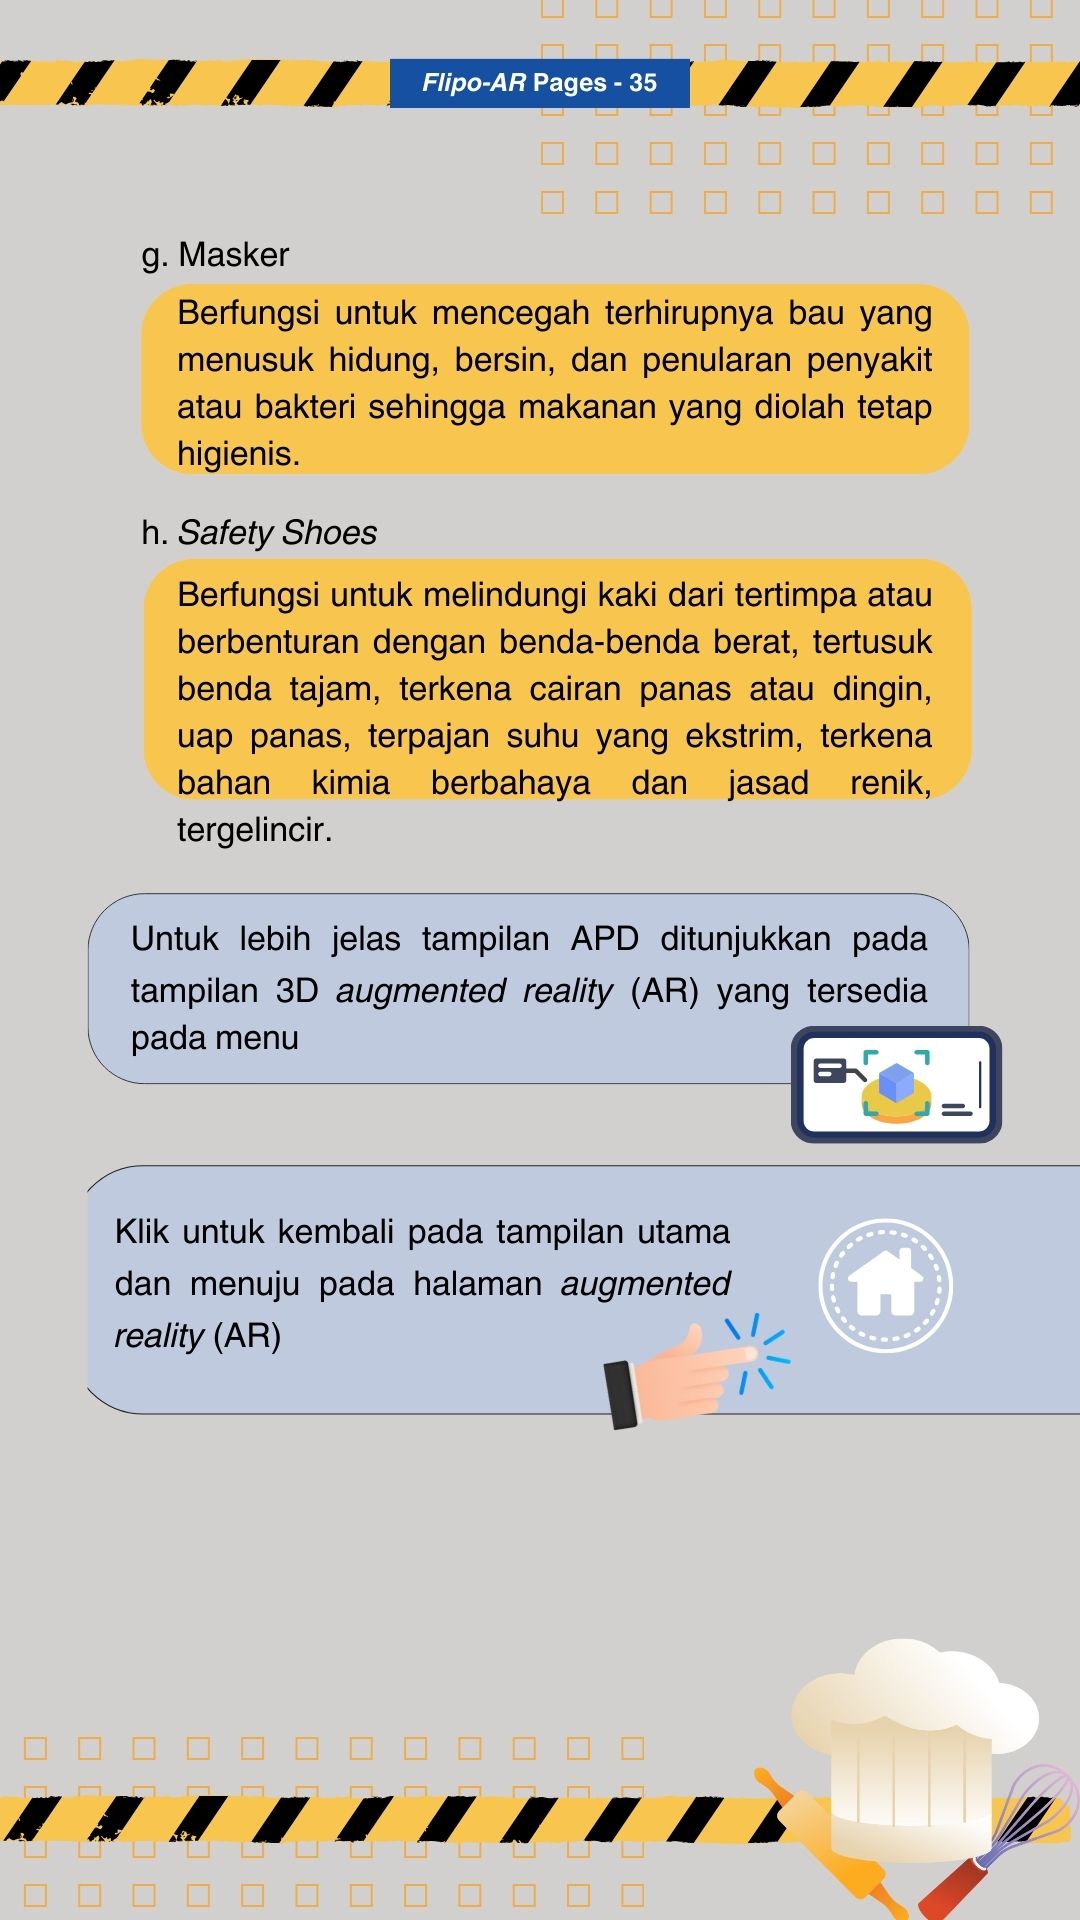 Flipo-AR Pages - 35
g. Masker
Berfungsi untuk mencegah terhirupnya bau yang
menusuk hidung, bersin, dan penularan penyakit
atau bakteri sehingga makanan yang diolah tetap
higienis.
h. Safety Shoes
Berfungsi untuk melindungi kaki dari tertimpa atau
berbenturan dengan benda-benda berat, tertusuk
benda tajam, terkena cairan panas atau dingin,
uap panas, terpajan suhu yang ekstrim, terkena
bahan kimia berbahaya dan jasad renik,
tergelincir.
Untuk lebih jelas tampilan APD ditunjukkan pada
tampilan 3D augmented reality (AR) yang tersedia
pada menu
Klik untuk kembali pada tampilan utama
dan menuju pada halaman augmented
reality (AR)